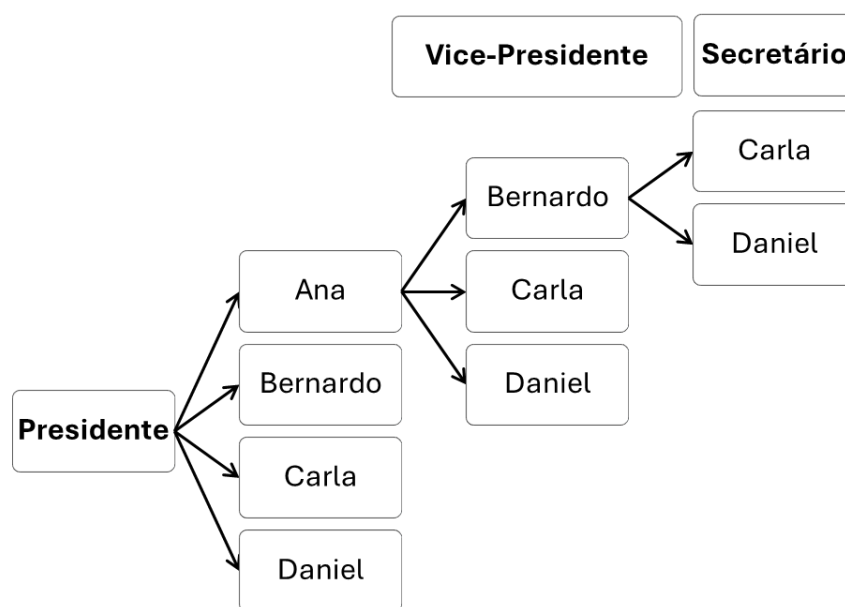 Vice-Presidente
Secretário
Carla
Bernardo
Daniel
Ana
Carla
Bernardo
Daniel
Presidente
Carla
Daniel